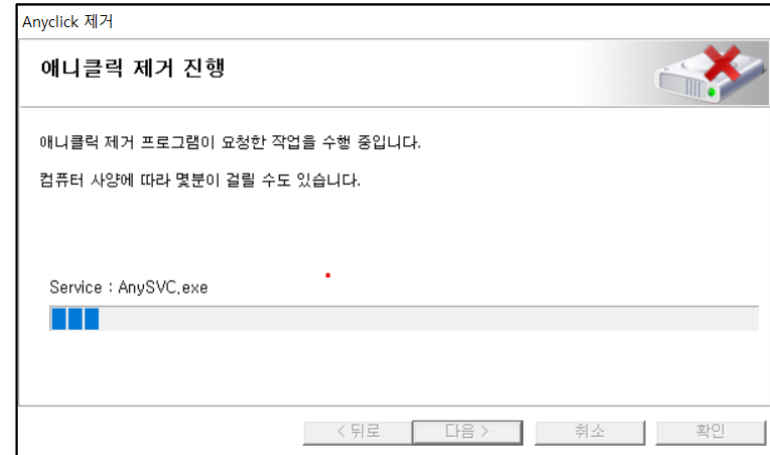 Anyclick 제거
애니클릭 제거 진행
애니클릭 제거 프로그램이 요청한 작업을 수행 중입니다.
컴퓨터 사양에 따라 몇분이 걸릴 수도 있습니다.
Service : AnySVC.exe
< 뒤로 다음 > 취소 확인